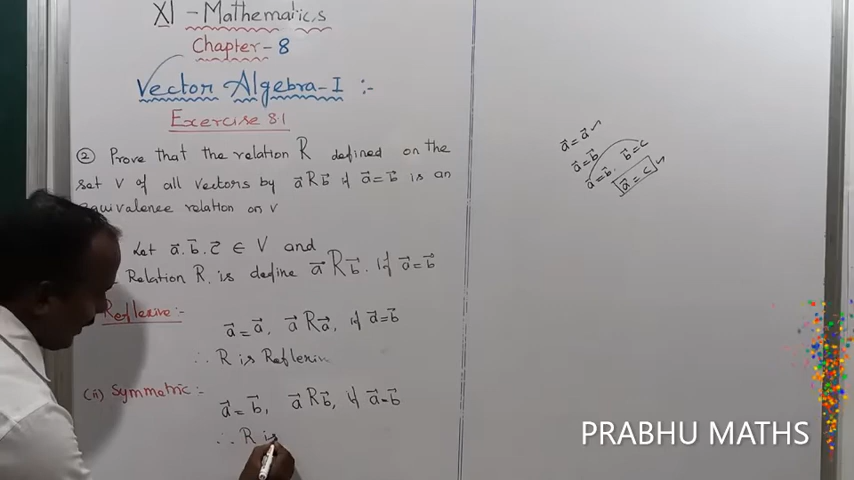 XI - Mathematics
Chapter - 8
Vector Algebra - I :-
Exercise 8.1
② Prove that the relation R defined on the
set V of all vectors by a⃗ R b⃗ if a⃗ = b⃗ is an
equivalence relation on V
Let a⃗, b⃗, c⃗ ∈ V and
Relation R, is define a⃗ R b⃗. If a⃗ = b⃗
Reflexive :-
a⃗ = a⃗, a⃗ R a⃗, if a⃗ = b⃗
∴ R is Reflexive
(ii) Symmetric :-
a⃗ = b⃗, a⃗ R b⃗, if a⃗ = b⃗
∴ R is
a⃗ = a⃗ ✓
a⃗ = b⃗
a⃗ = b⃗, b⃗ = c
a⃗ = c ✓
PRABHU MATHS